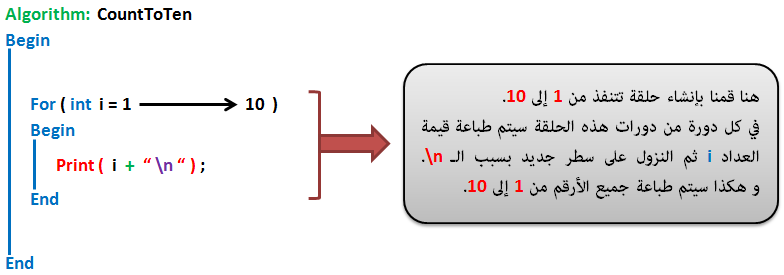 Algorithm: CountToTen
Begin
For ( int i = 1 10 )
Begin
Print ( i + “ \n “ ) ;
End
End
هنا قمنا بإنشاء حلقة تتنفذ من 1 إلى 10.
في كل دورة من دورات هذه الحلقة سيتم طباعة قيمة
العداد i ثم النزول على سطر جديد بسبب الـ n\.
و هكذا سيتم طباعة جميع الأرقم من 1 إلى 10.